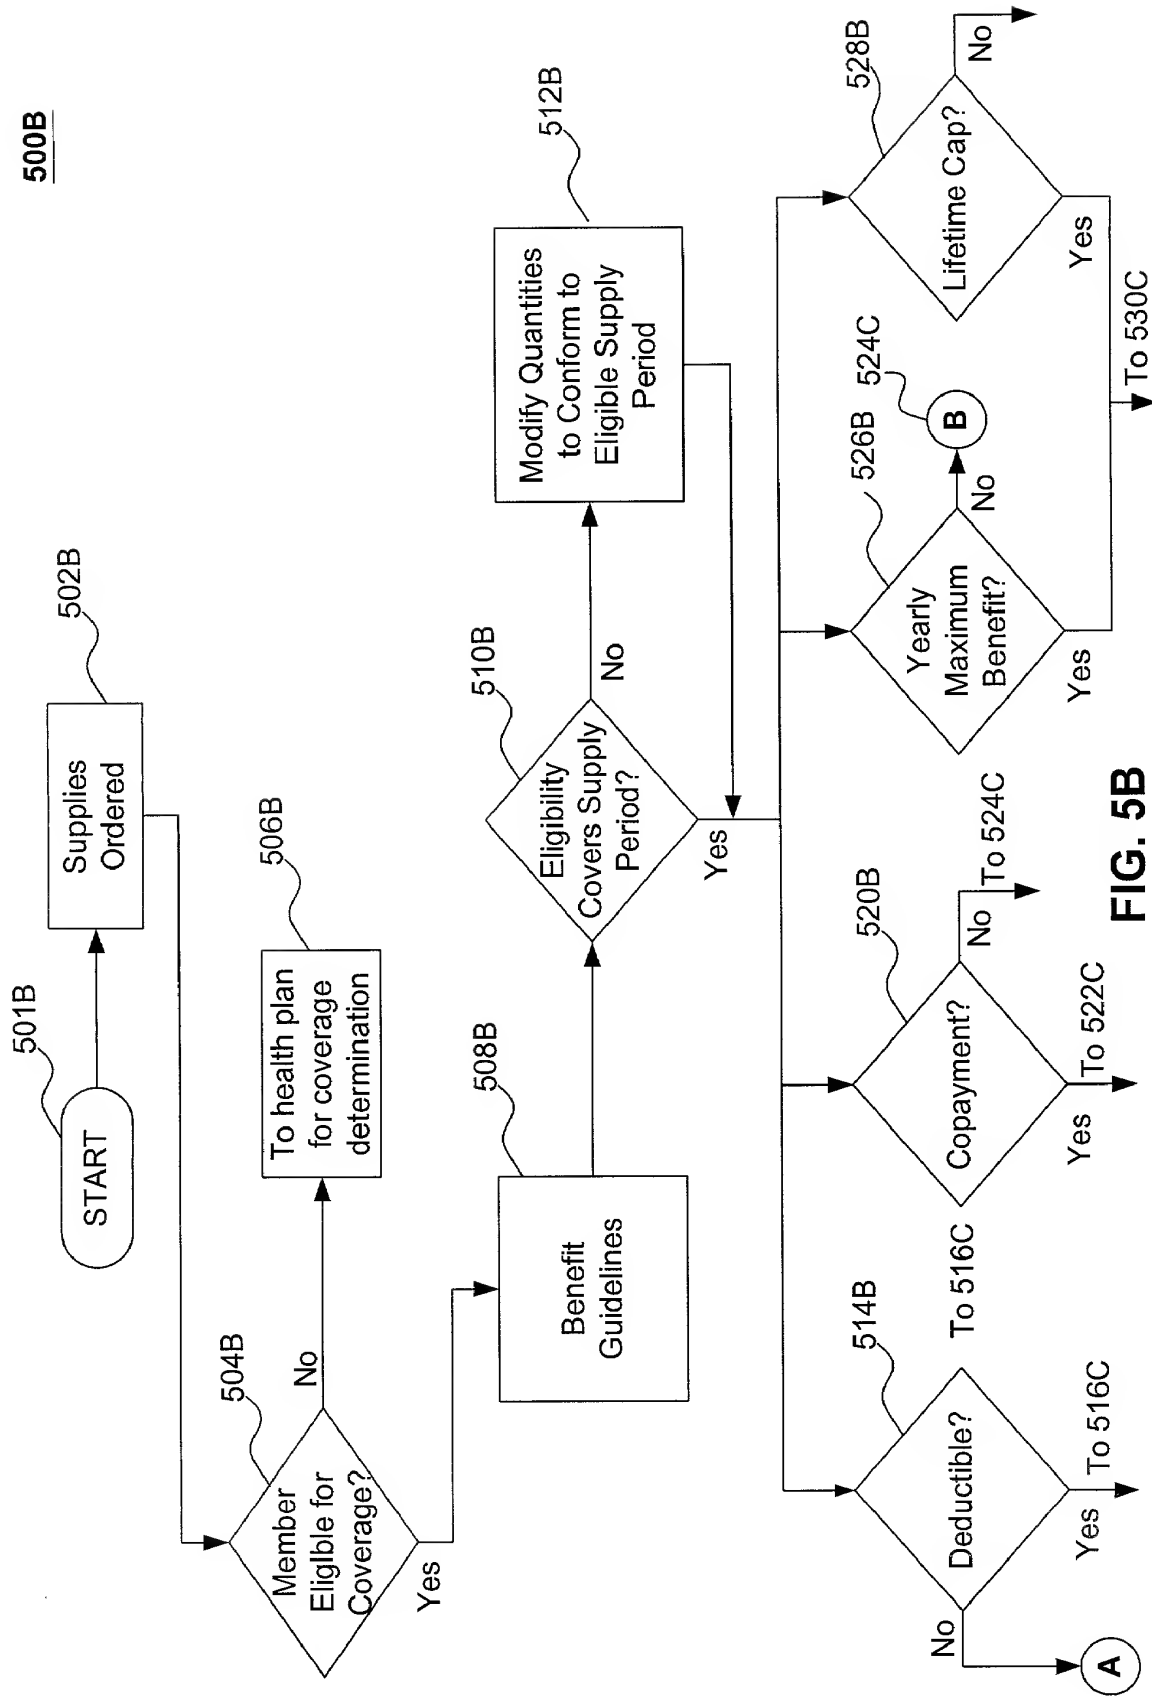 500B
501B
START
502B
Supplies
Ordered
504B
Member
Eligible for
Coverage?
No
Yes
506B
To health plan
for coverage
determination
508B
Benefit
Guidelines
510B
Eligibility
Covers Supply
Period?
No
Yes
512B
Modify Quantities
to Conform to
Eligible Supply
Period
514B
Deductible?
No
A
Yes
To 516C
To 516C
520B
Copayment?
No
To 524C
Yes
To 522C
526B
Yearly
Maximum
Benefit?
No
B
524C
Yes
528B
Lifetime Cap?
No
Yes
To 530C
FIG. 5B